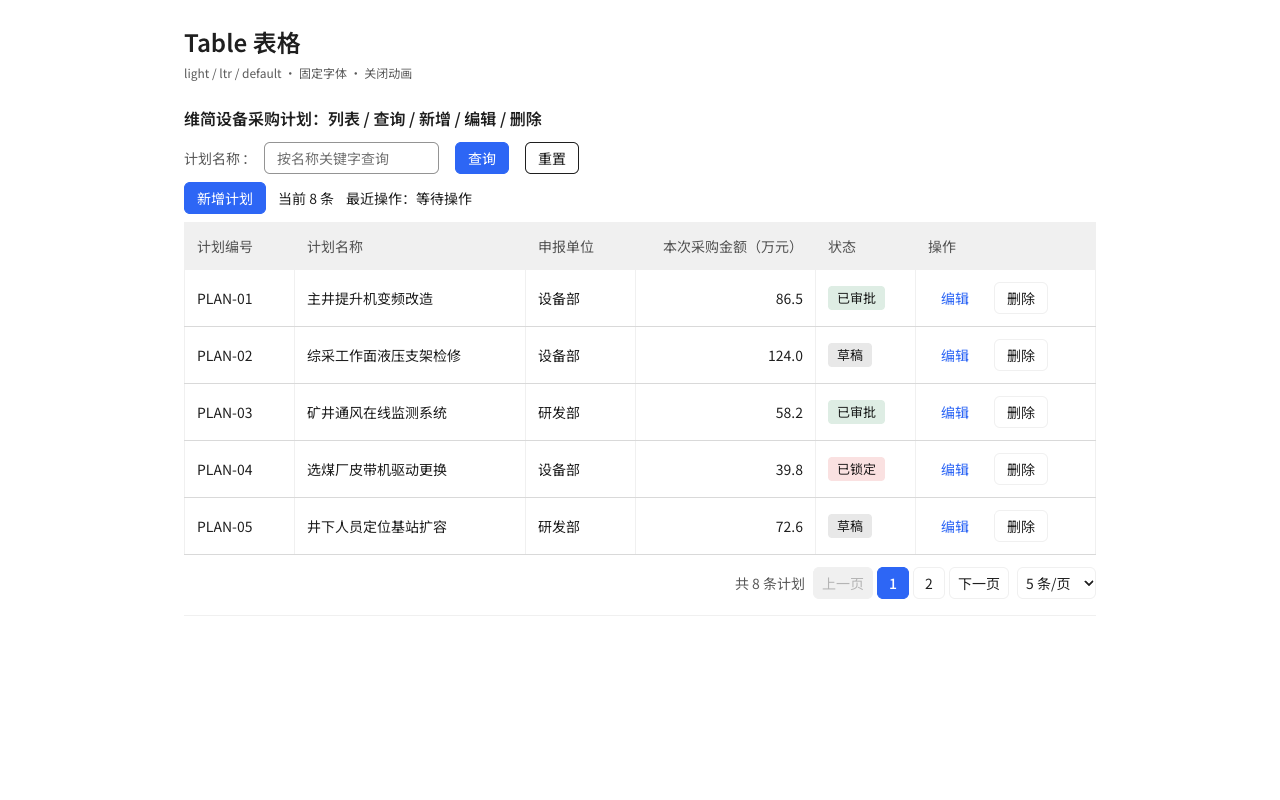 Table 表格
light / ltr / default ・ 固定字体 ・ 关闭动画
维简设备采购计划：列表 / 查询 / 新增 / 编辑 / 删除
计划名称： 按名称关键字查询 查询 重置
新增计划 当前 8 条 最近操作：等待操作
计划编号 计划名称 申报单位 本次采购金额（万元） 状态 操作
PLAN-01 主井提升机变频改造 设备部 86.5 已审批 编辑 删除
PLAN-02 综采工作面液压支架检修 设备部 124.0 草稿 编辑 删除
PLAN-03 矿井通风在线监测系统 研发部 58.2 已审批 编辑 删除
PLAN-04 选煤厂皮带机驱动更换 设备部 39.8 已锁定 编辑 删除
PLAN-05 井下人员定位基站扩容 研发部 72.6 草稿 编辑 删除
共 8 条计划 上一页 1 2 下一页 5 条/页